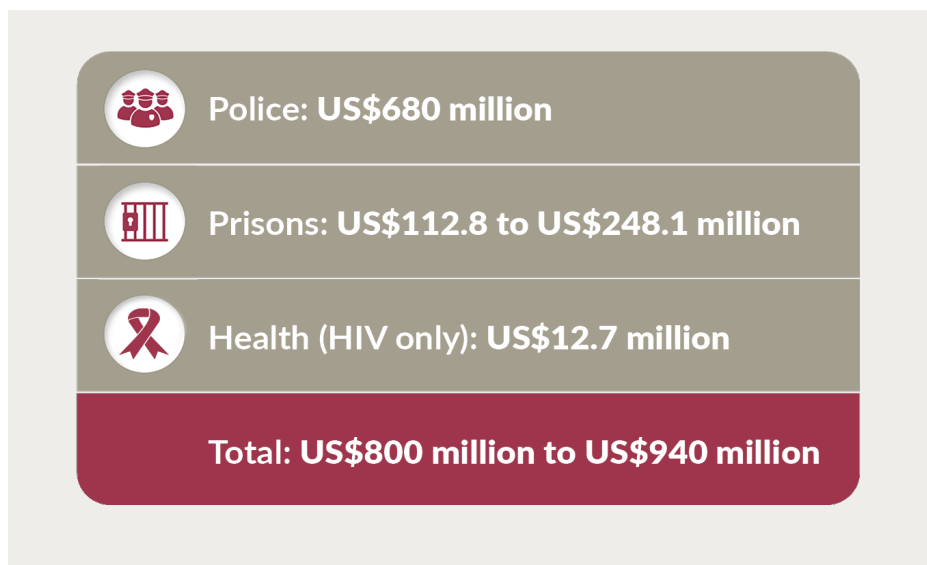 Police: US$680 million
Prisons: US$112.8 to US$248.1 million
Health (HIV only): US$12.7 million
Total: US$800 million to US$940 million